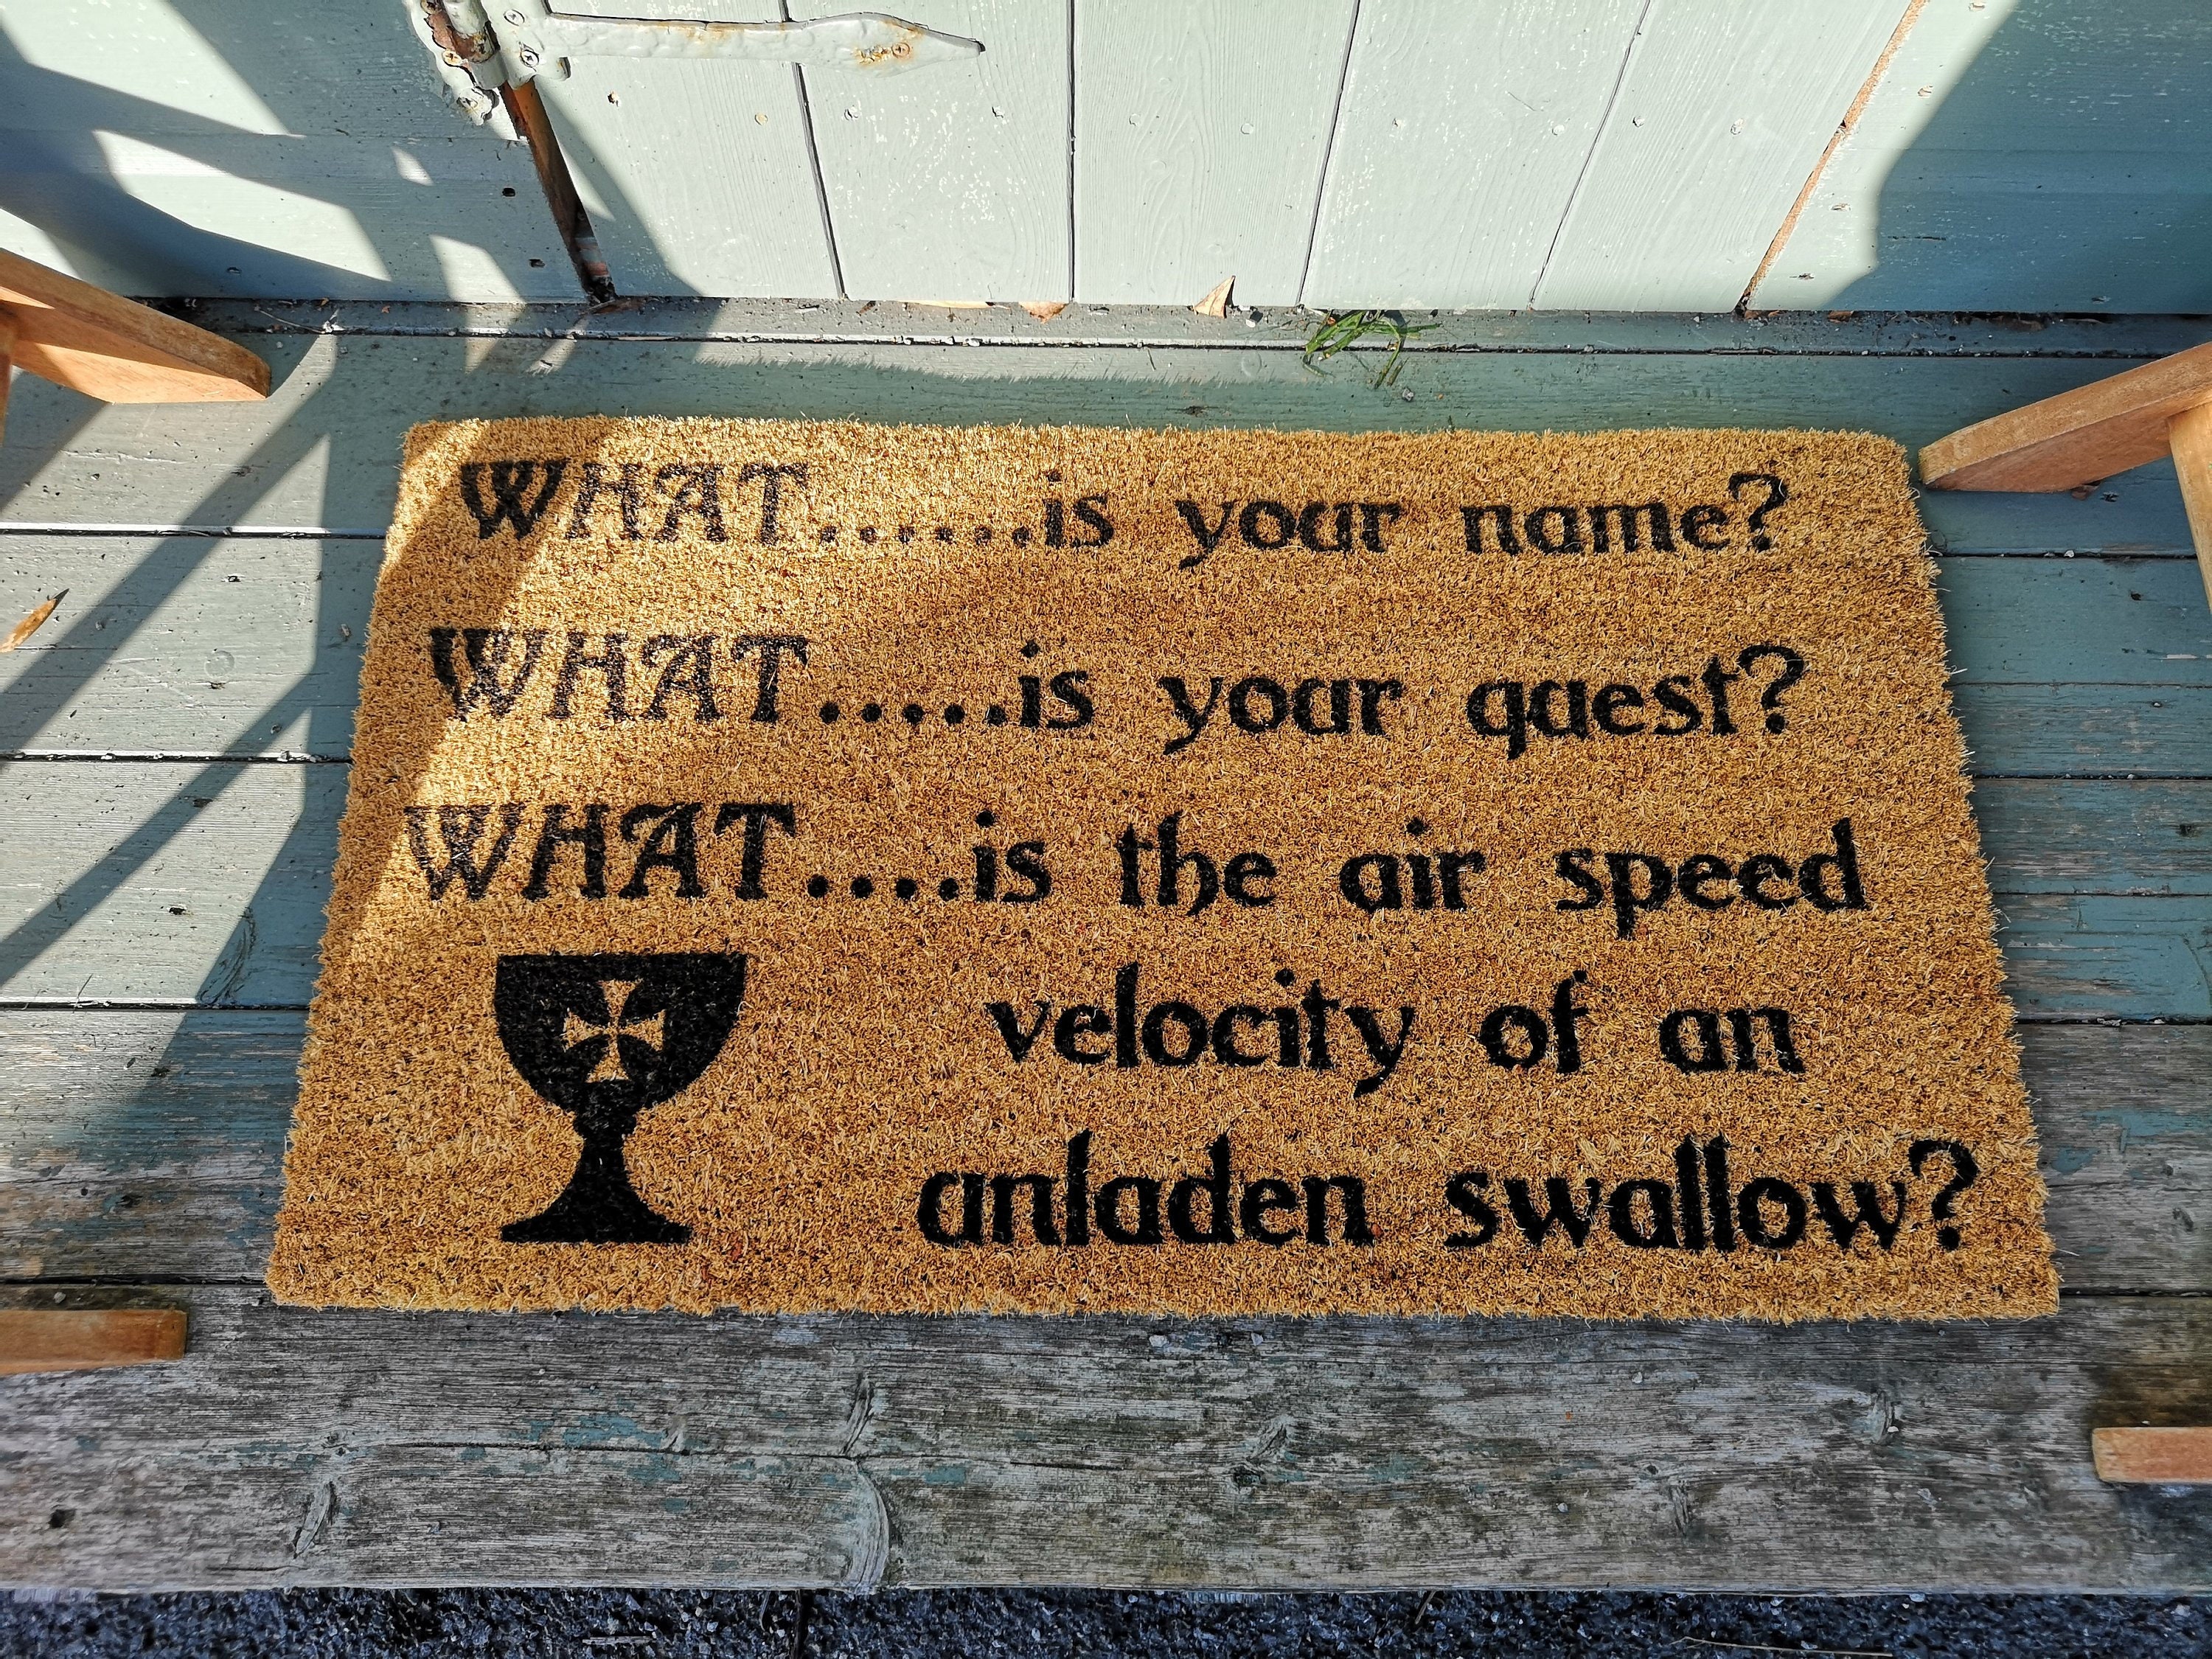 WHAT......is your name?
WHAT.....is your quest?
WHAT....is the air speed
velocity of an
unladen swallow?